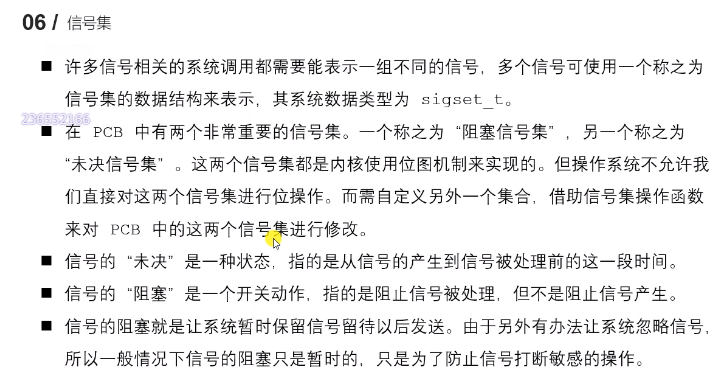 06 / 信号集
■ 许多信号相关的系统调用都需要能表示一组不同的信号，多个信号可使用一个称之为
信号集的数据结构来表示，其系统数据类型为 sigset_t。
236552166
■ 在 PCB 中有两个非常重要的信号集。一个称之为 “阻塞信号集” ，另一个称之为
“未决信号集” 。这两个信号集都是内核使用位图机制来实现的。但操作系统不允许我
们直接对这两个信号集进行位操作。而需自定义另外一个集合，借助信号集操作函数
来对 PCB 中的这两个信号集进行修改。
■ 信号的 “未决” 是一种状态，指的是从信号的产生到信号被处理前的这一段时间。
■ 信号的 “阻塞” 是一个开关动作，指的是阻止信号被处理，但不是阻止信号产生。
■ 信号的阻塞就是让系统暂时保留信号留待以后发送。由于另外有办法让系统忽略信号，
所以一般情况下信号的阻塞只是暂时的，只是为了防止信号打断敏感的操作。